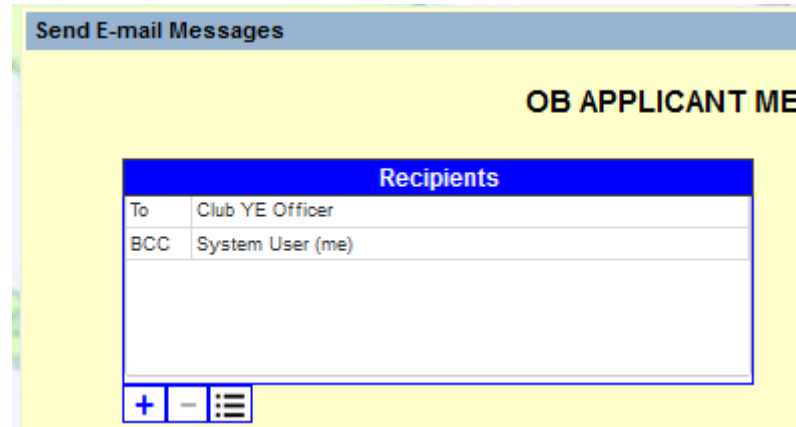 Send E-mail Messages
OB APPLICANT ME
Recipients
To Club YE Officer
BCC System User (me)
+ −